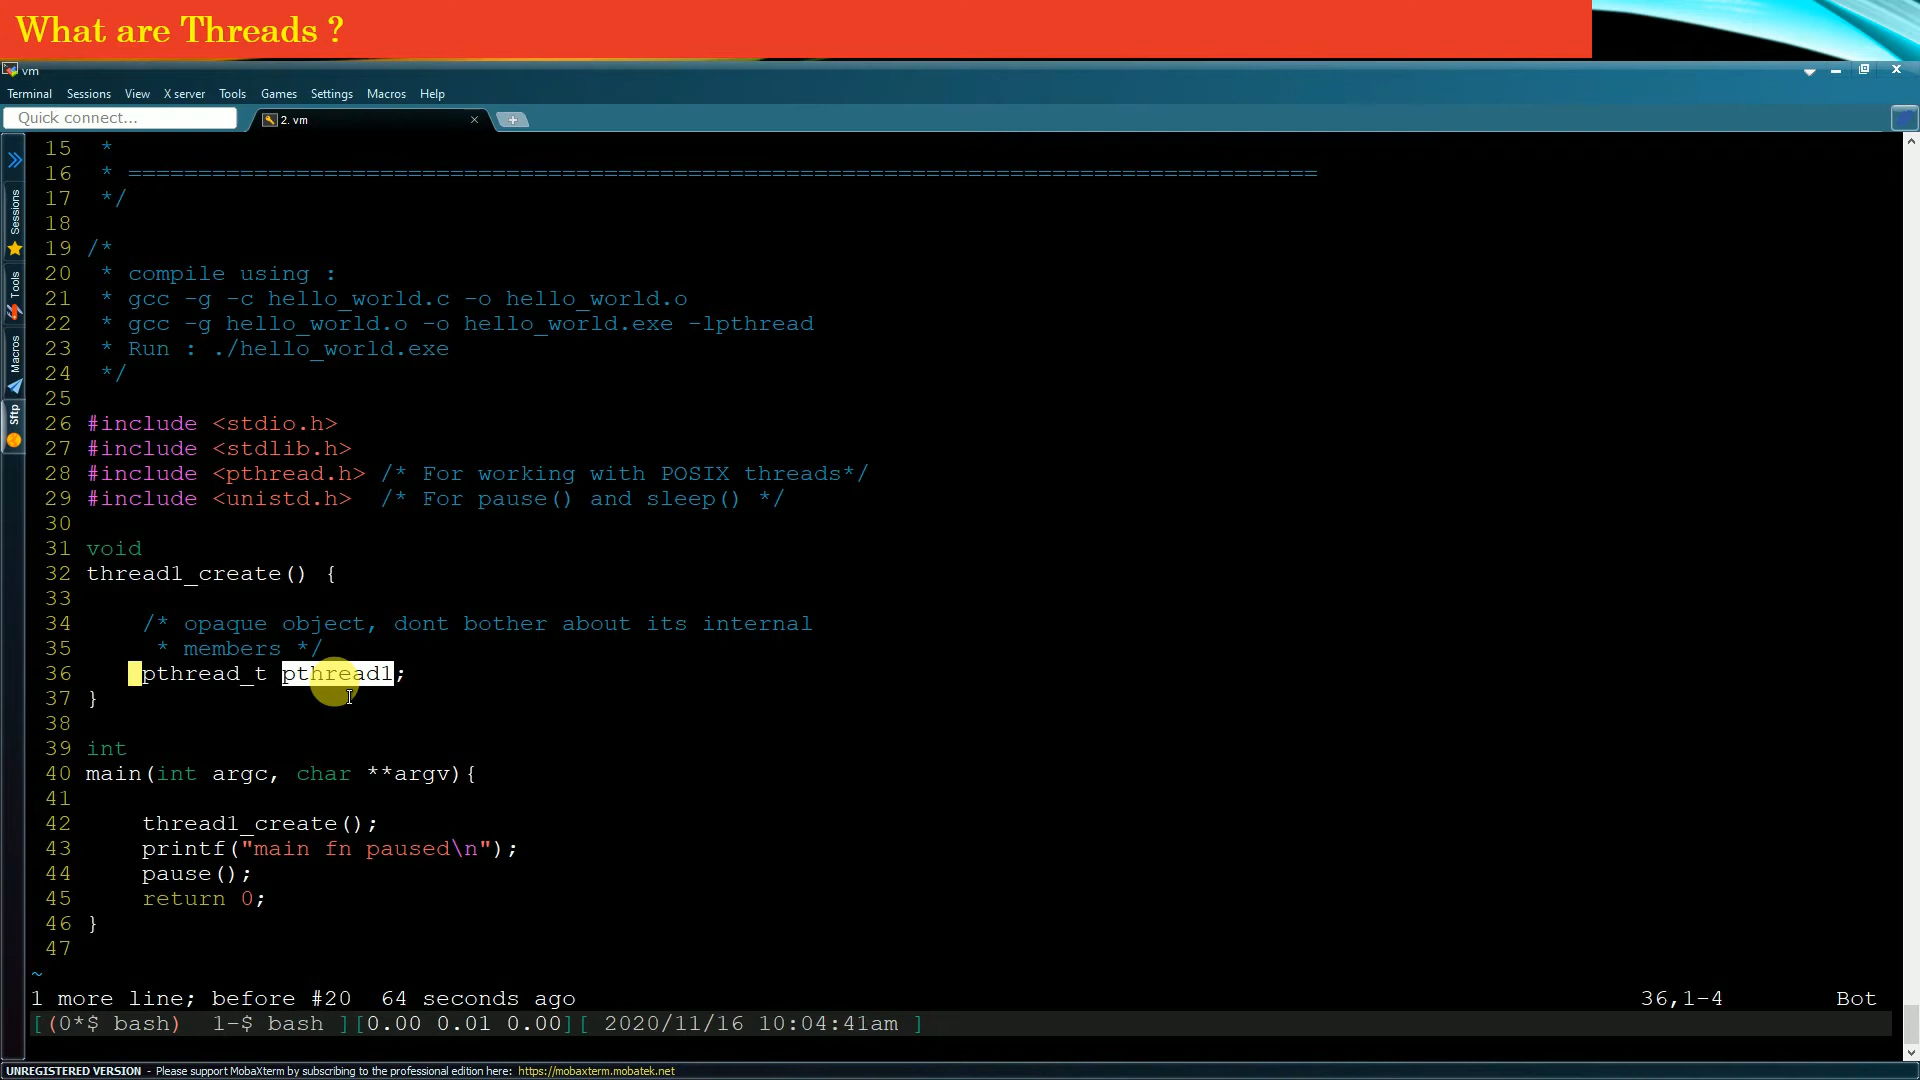 What are Threads ?
vm
Terminal Sessions View X server Tools Games Settings Macros Help
Quick connect...
2. vm
Sessions
Tools
Macros
Sftp
15  *
16  * =====================================================================================
17  */
18
19 /*
20  * compile using :
21  * gcc -g -c hello_world.c -o hello_world.o
22  * gcc -g hello_world.o -o hello_world.exe -lpthread
23  * Run : ./hello_world.exe
24  */
25
26 #include <stdio.h>
27 #include <stdlib.h>
28 #include <pthread.h> /* For working with POSIX threads*/
29 #include <unistd.h>  /* For pause() and sleep() */
30
31 void
32 thread1_create() {
33
34     /* opaque object, dont bother about its internal
35      * members */
36     pthread_t pthread1;
37 }
38
39 int
40 main(int argc, char **argv){
41
42     thread1_create();
43     printf("main fn paused\n");
44     pause();
45     return 0;
46 }
47
~
1 more line; before #20  64 seconds ago 36,1-4 Bot
[(0*$ bash)  1-$ bash ][0.00 0.01 0.00][ 2020/11/16 10:04:41am ]
UNREGISTERED VERSION - Please support MobaXterm by subscribing to the professional edition here: https://mobaxterm.mobatek.net